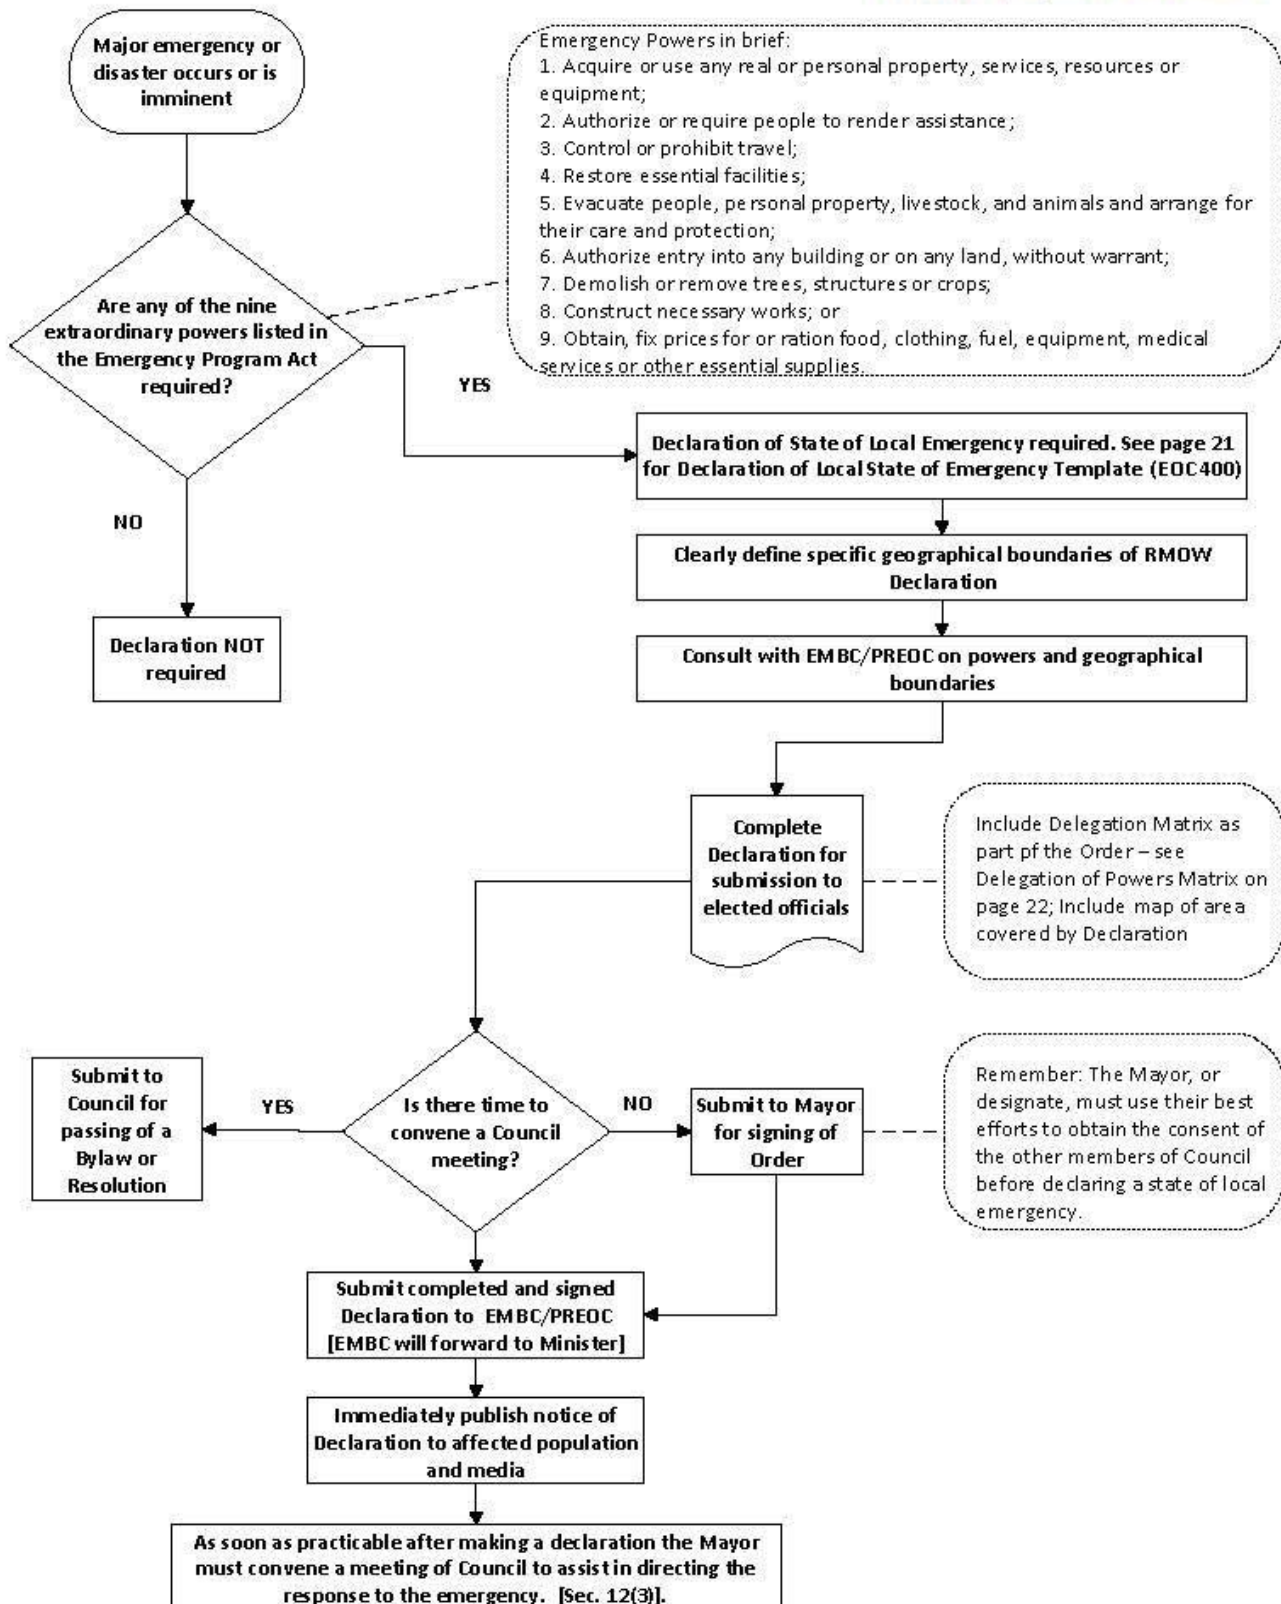 Major emergency or
disaster occurs or is
imminent
Emergency Powers in brief:
1. Acquire or use any real or personal property, services, resources or
equipment;
2. Authorize or require people to render assistance;
3. Control or prohibit travel;
4. Restore essential facilities;
5. Evacuate people, personal property, livestock, and animals and arrange for
their care and protection;
6. Authorize entry into any building or on any land, without warrant;
7. Demolish or remove trees, structures or crops;
8. Construct necessary works; or
9. Obtain, fix prices for or ration food, clothing, fuel, equipment, medical
services or other essential supplies.
Are any of the nine
extraordinary powers listed in
the Emergency Program Act
required?
YES
NO
Declaration NOT
required
Declaration of State of Local Emergency required. See page 21
for Declaration of Local State of Emergency Template (EOC400)
Clearly define specific geographical boundaries of RMOW
Declaration
Consult with EMBC/PREOC on powers and geographical
boundaries
Complete
Declaration for
submission to
elected officials
Include Delegation Matrix as
part pf the Order – see
Delegation of Powers Matrix on
page 22; Include map of area
covered by Declaration
Is there time to
convene a Council
meeting?
YES
Submit to
Council for
passing of a
Bylaw or
Resolution
NO
Submit to Mayor
for signing of
Order
Remember: The Mayor, or
designate, must use their best
efforts to obtain the consent of
the other members of Council
before declaring a state of local
emergency.
Submit completed and signed
Declaration to EMBC/PREOC
[EMBC will forward to Minister]
Immediately publish notice of
Declaration to affected population
and media
As soon as practicable after making a declaration the Mayor
must convene a meeting of Council to assist in directing the
response to the emergency. [Sec. 12(3)].